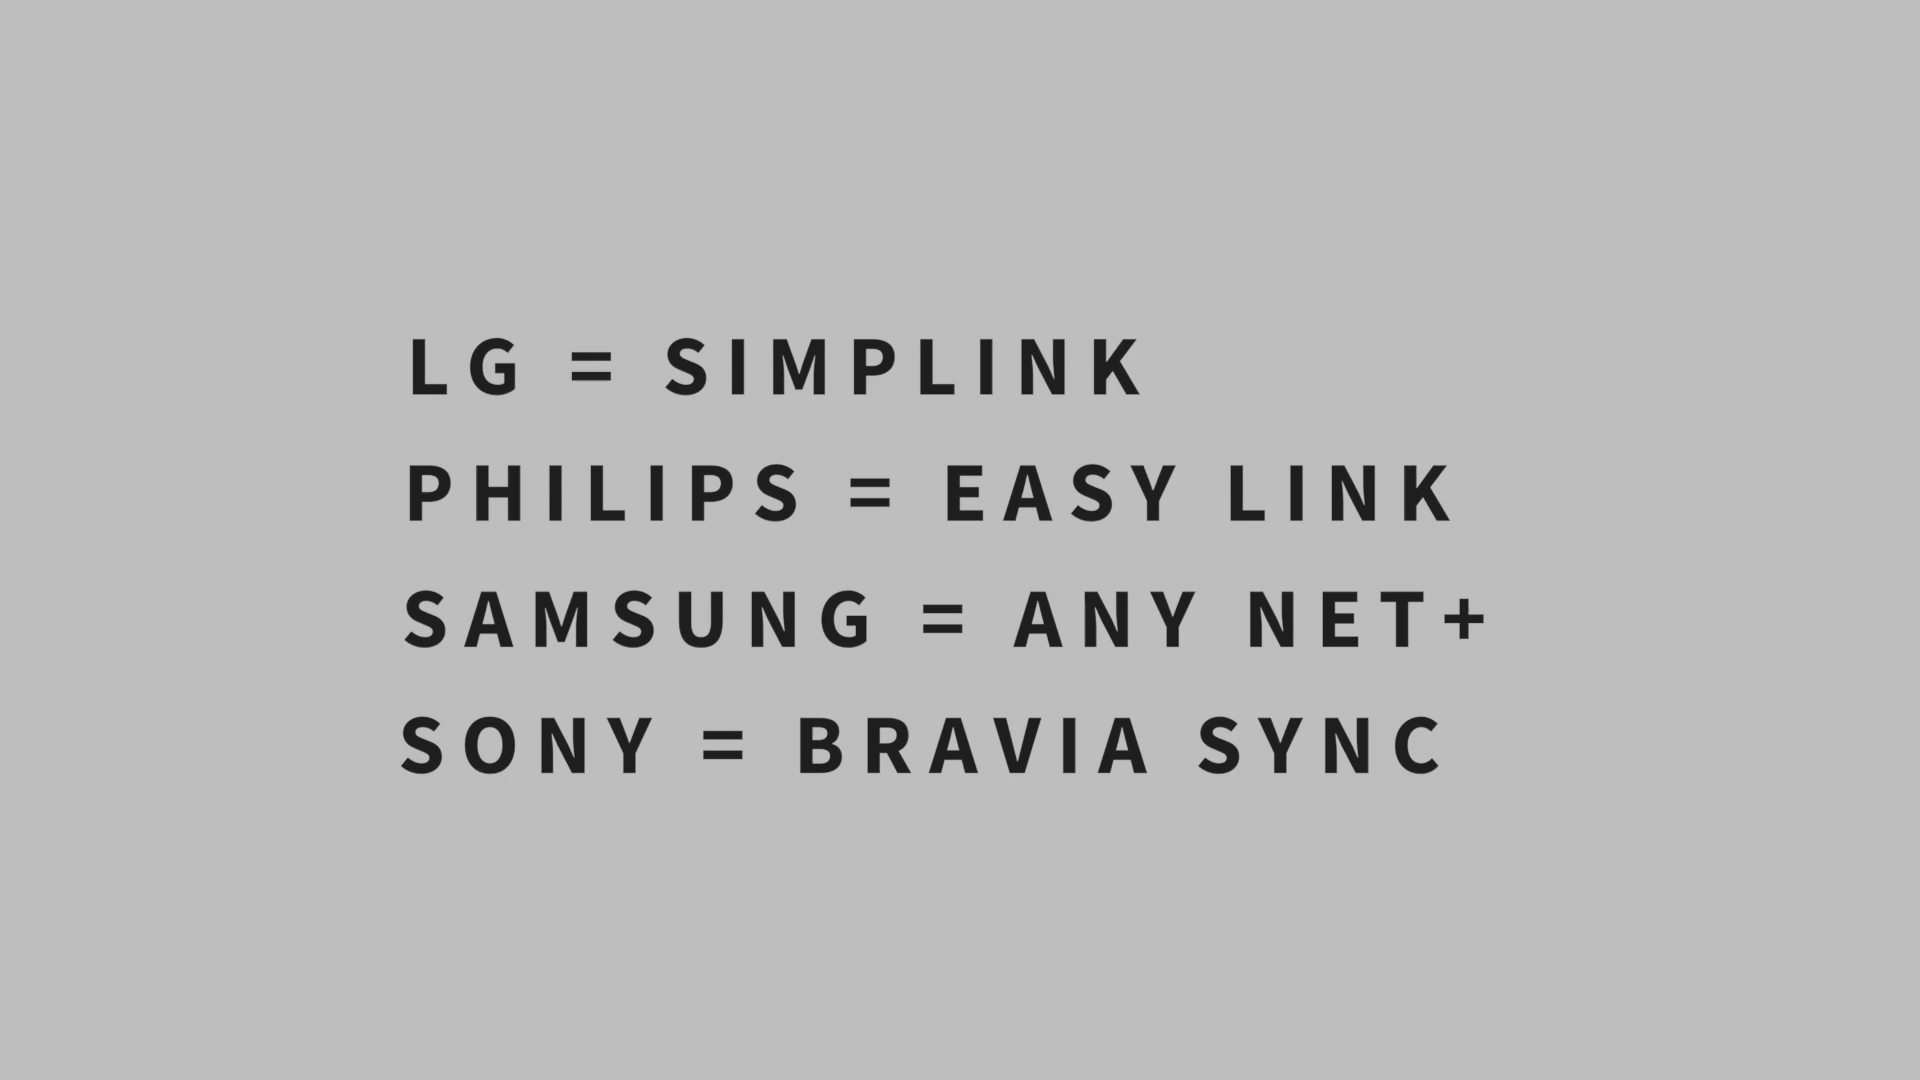 LG = SIMPLINK
PHILIPS = EASY LINK
SAMSUNG = ANY NET+
SONY = BRAVIA SYNC